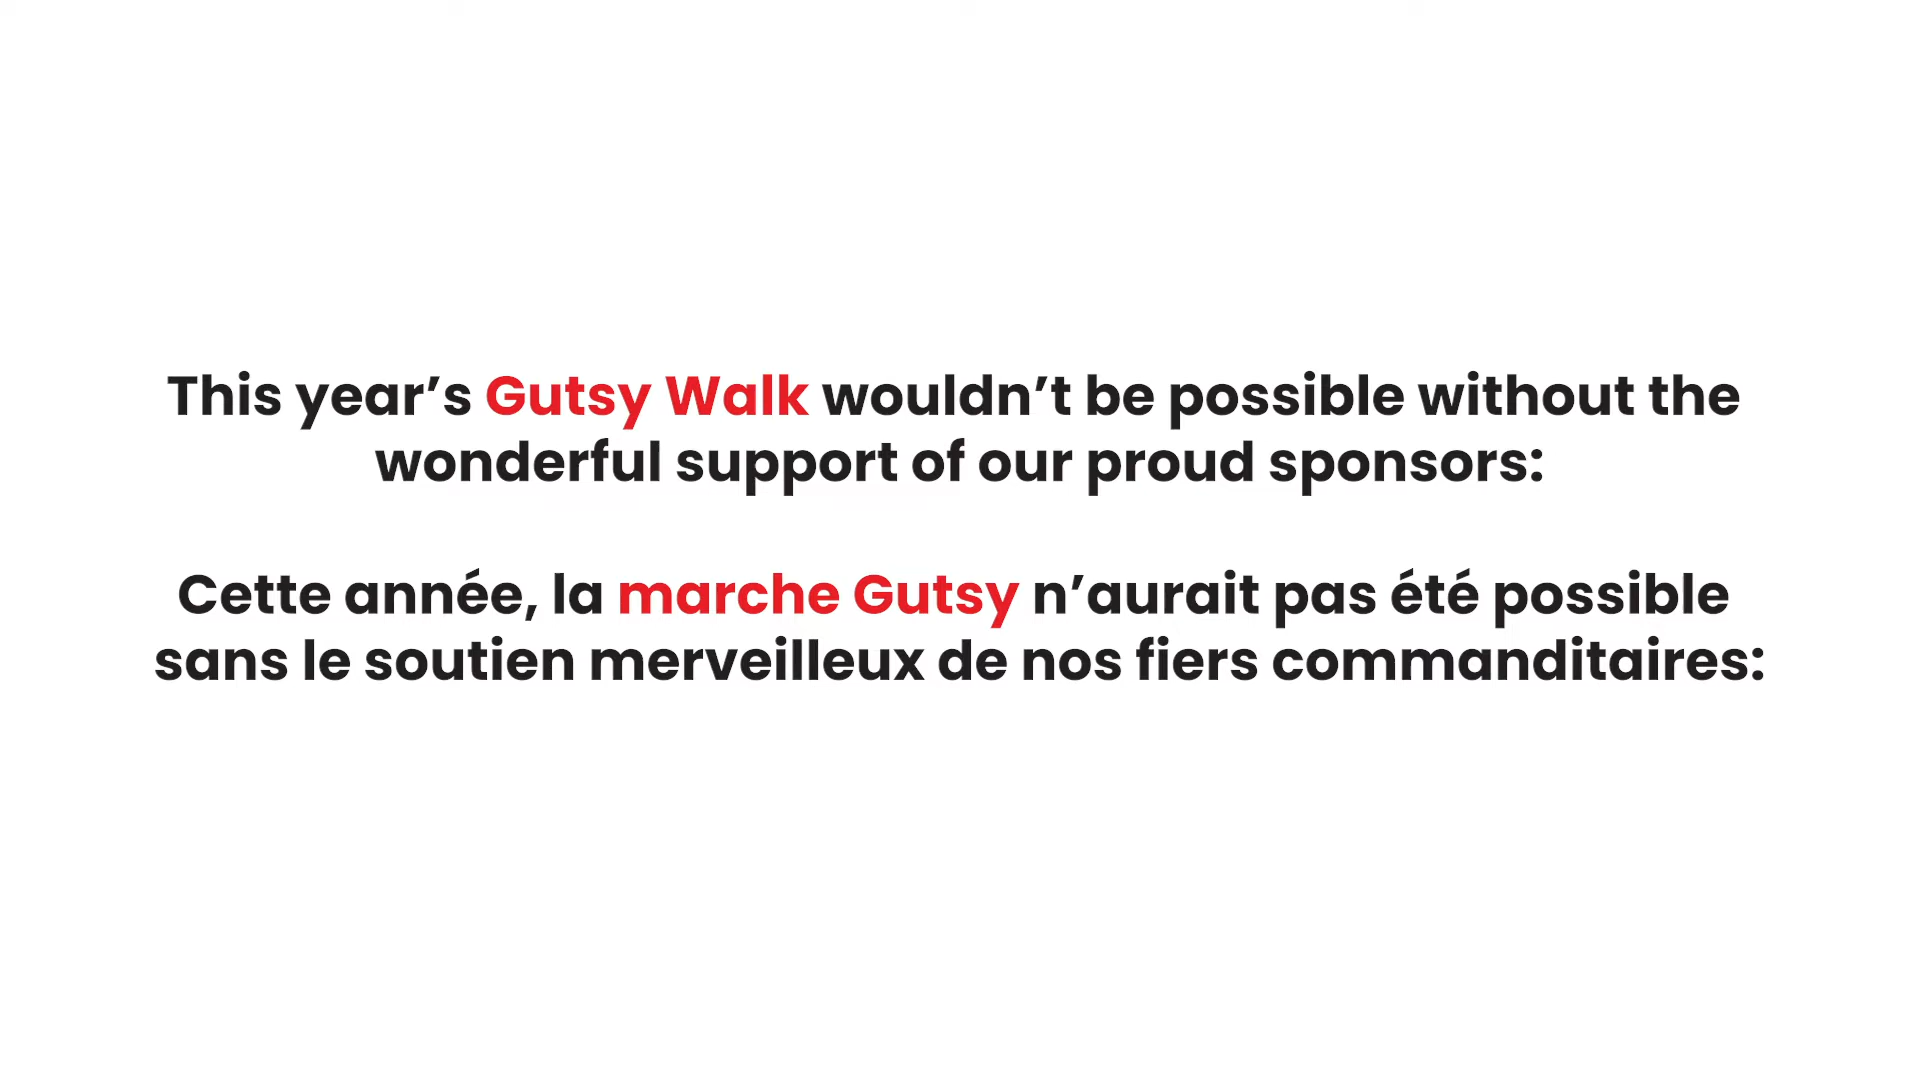 This year’s Gutsy Walk wouldn’t be possible without the
wonderful support of our proud sponsors:
Cette année, la marche Gutsy n’aurait pas été possible
sans le soutien merveilleux de nos fiers commanditaires: